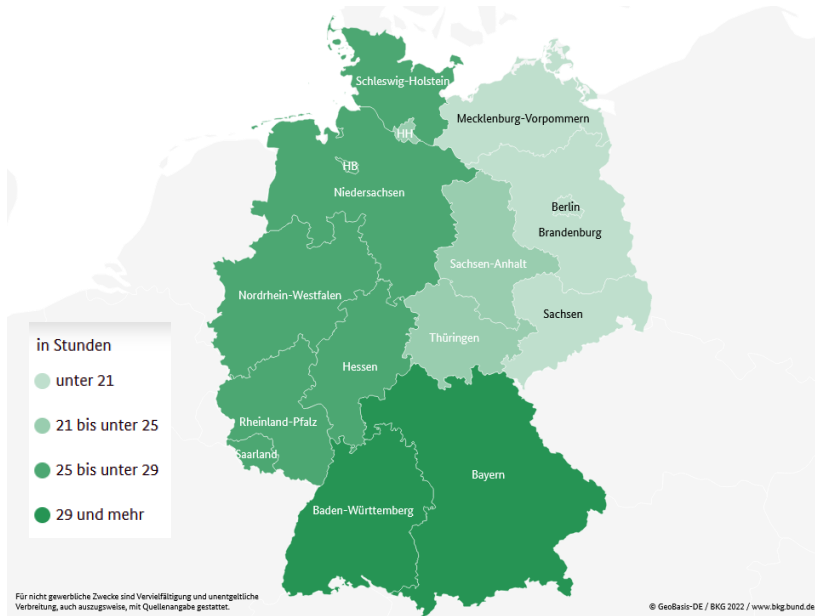 Schleswig-Holstein
Mecklenburg-Vorpommern
HH
HB
Niedersachsen
Berlin
Brandenburg
Sachsen-Anhalt
Nordrhein-Westfalen
Sachsen
Thüringen
Hessen
Rheinland-Pfalz
Saarland
Bayern
Baden-Württemberg
in Stunden
unter 21
21 bis unter 25
25 bis unter 29
29 und mehr
Für nicht gewerbliche Zwecke sind Vervielfältigung und unentgeltliche
Verbreitung, auch auszugsweise, mit Quellenangabe gestattet.
© GeoBasis-DE / BKG 2022 / www.bkg.bund.de